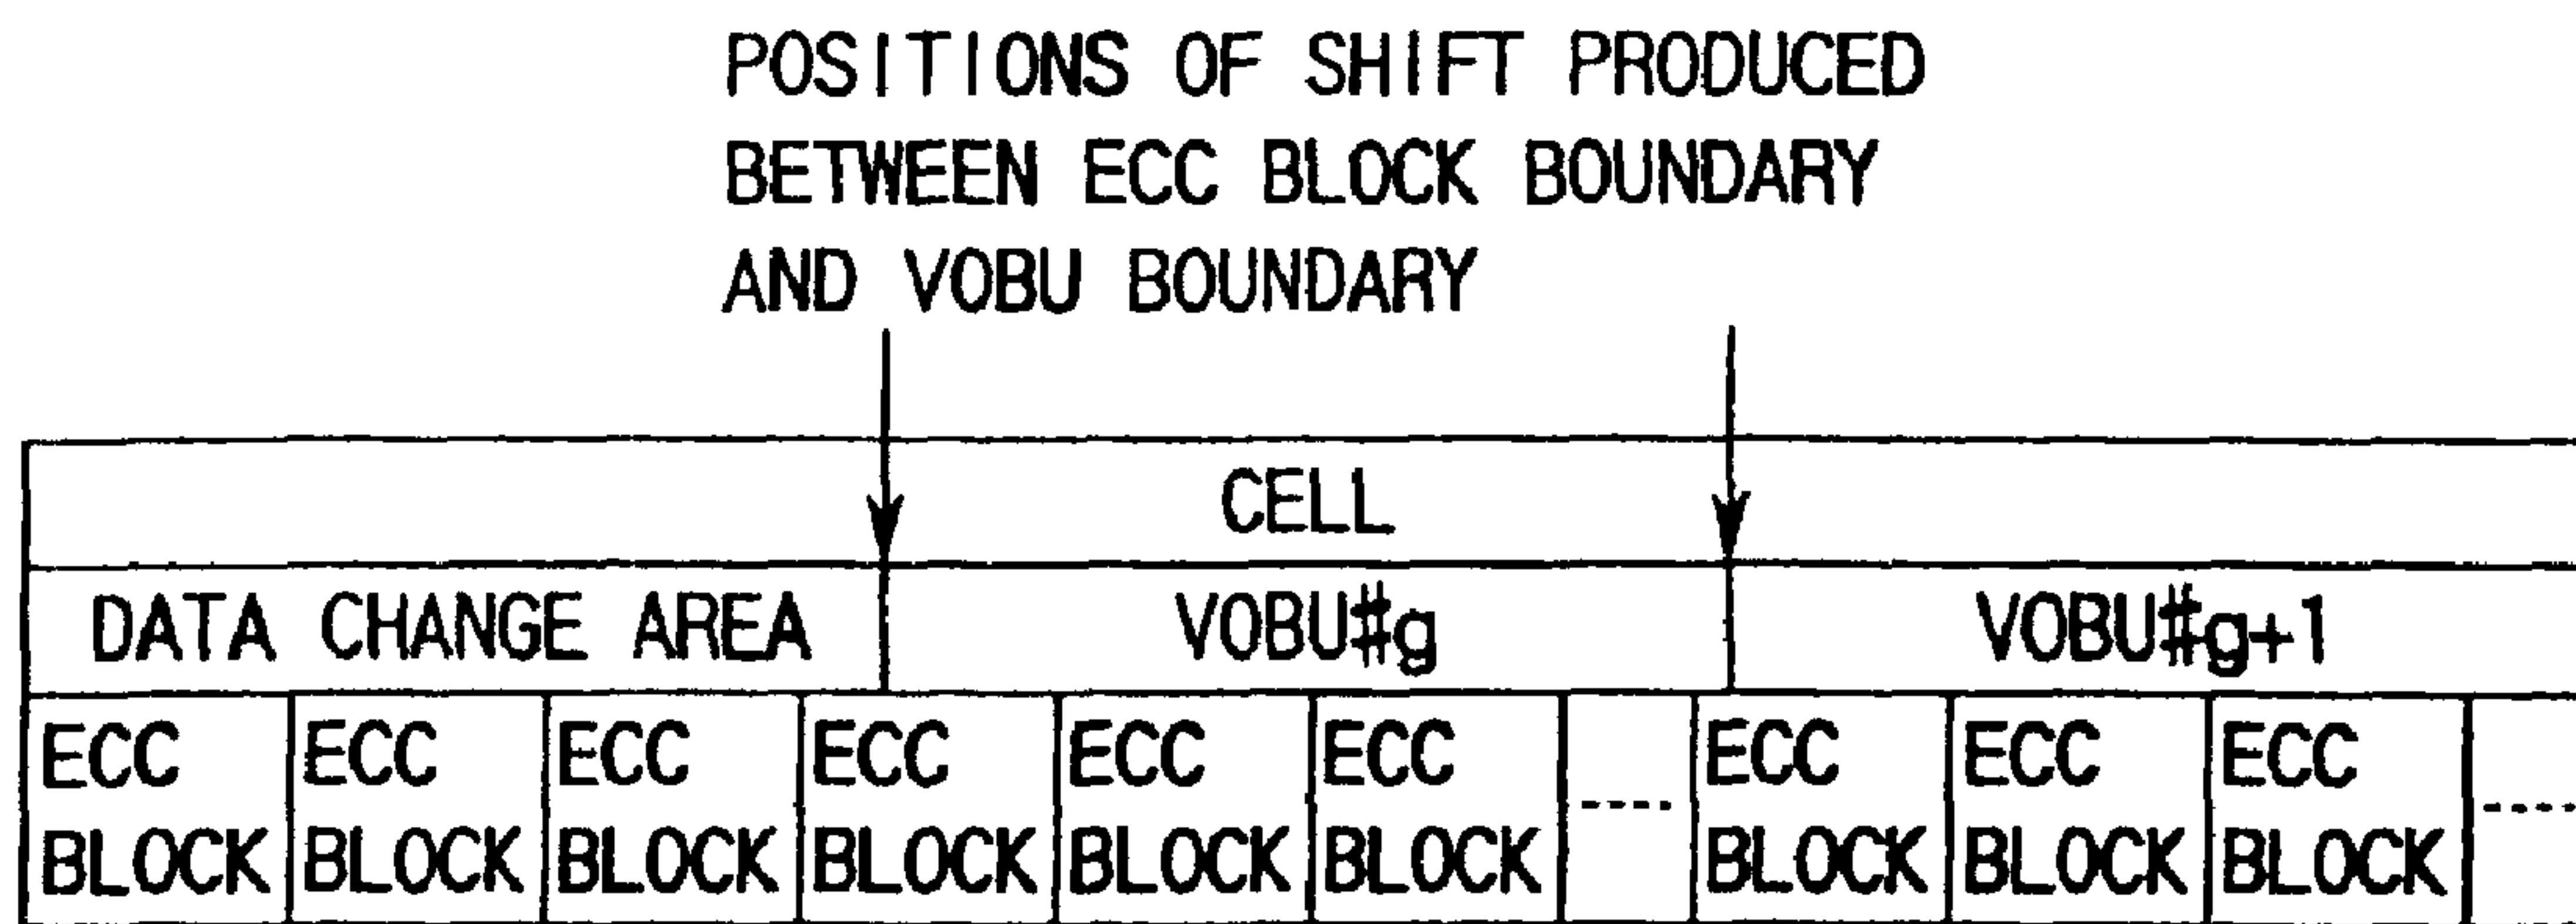 POSITIONS OF SHIFT PRODUCED
BETWEEN ECC BLOCK BOUNDARY
AND VOBU BOUNDARY
CELL
DATA CHANGE AREA VOBU#g VOBU#g+1
ECC ECC ECC ECC ECC ECC ---- ECC ECC ECC ----
BLOCK BLOCK BLOCK BLOCK BLOCK BLOCK BLOCK BLOCK BLOCK